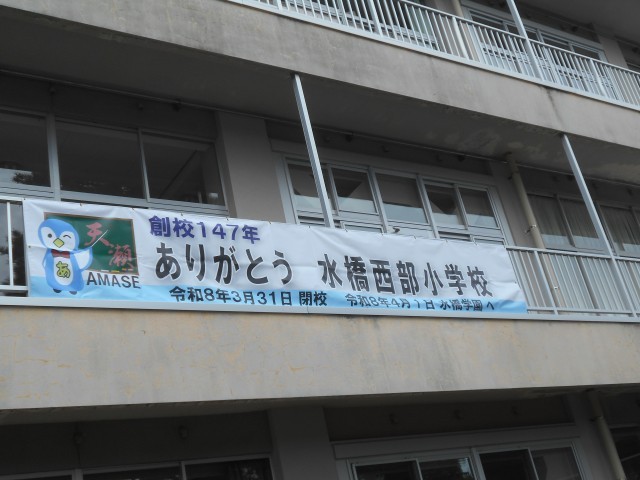 創校147年
天瀬
あ
AMASE
ありがとう 水橋西部小学校
令和8年3月31日 閉校 令和8年4月1日 水橋学園へ